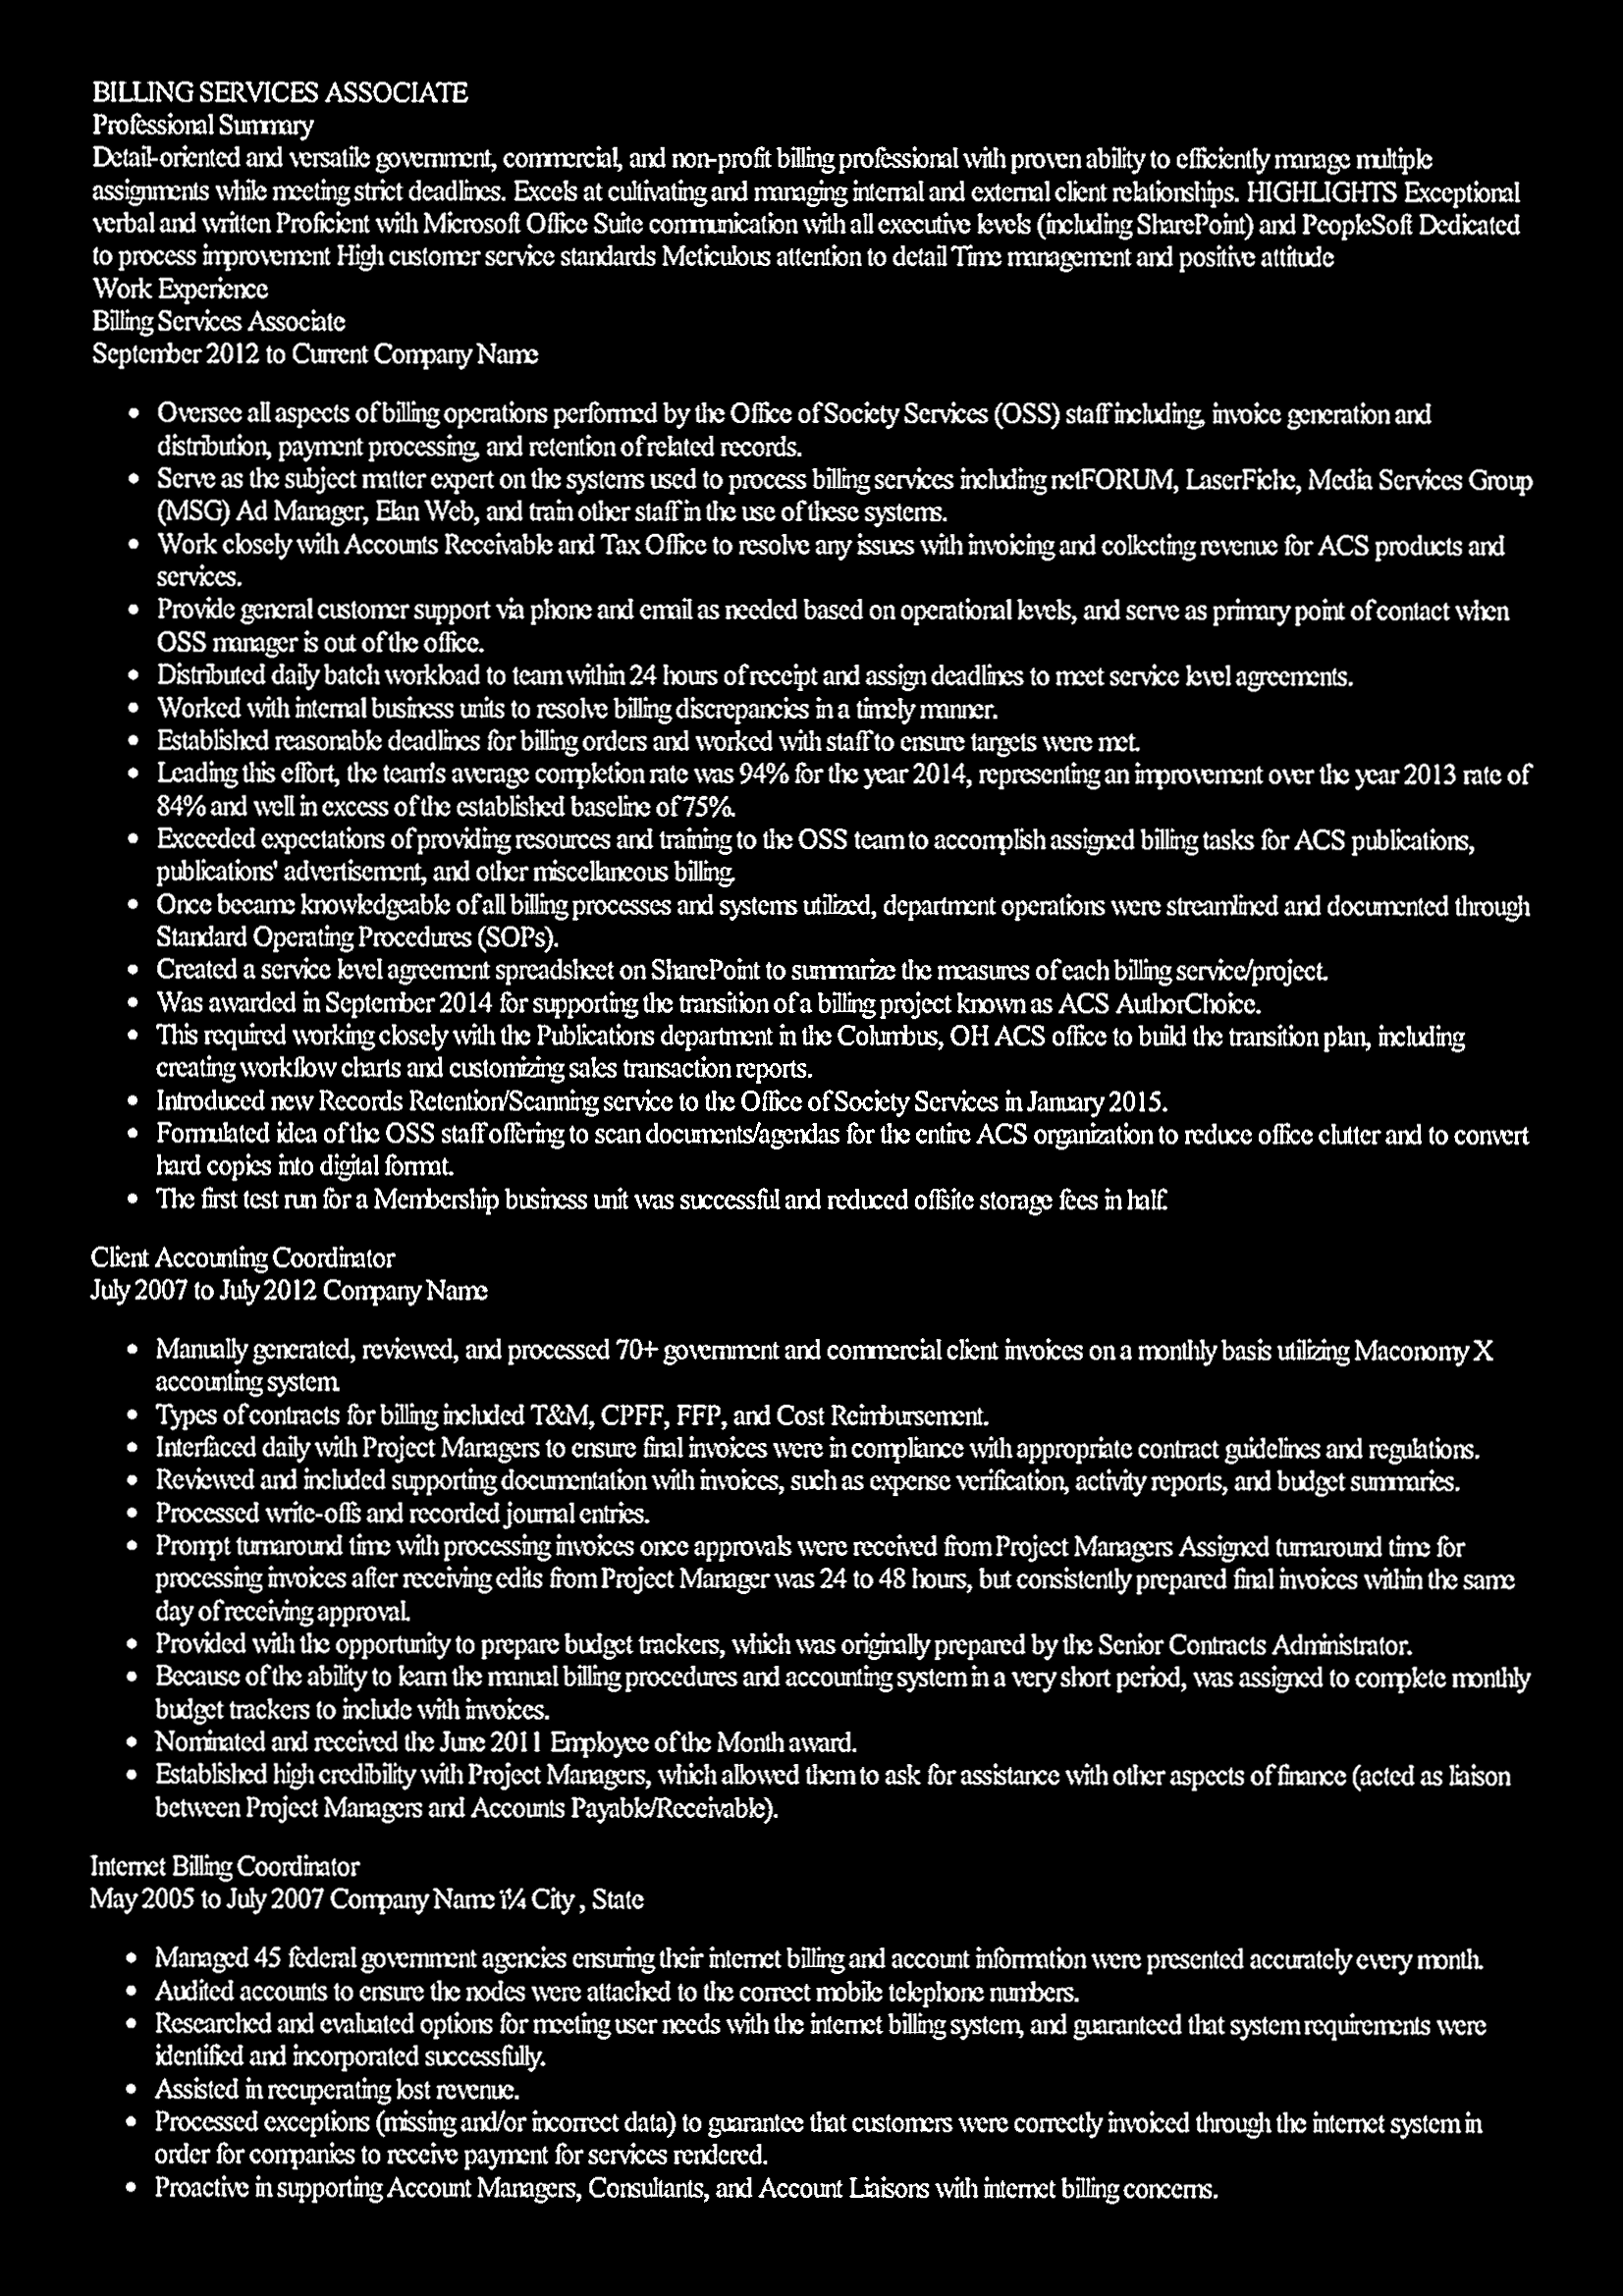 BILLING SERVICES ASSOCIATE
Professional Summary
Detail-oriented and versatile government, commercial, and non-profit billing professional with proven ability to efficiently manage multiple
assignments while meeting strict deadlines. Excels at cultivating and managing internal and external client relationships. HIGHLIGHTS Exceptional
verbal and written Proficient with Microsoft Office Suite communication with all executive levels (including SharePoint) and PeopleSoft Dedicated
to process improvement High customer service standards Meticulous attention to detail Time management and positive attitude
Work Experience
Billing Services Associate
September 2012 to Current Company Name
• Oversee all aspects of billing operations performed by the Office of Society Services (OSS) staff including, invoice generation and
distribution, payment processing, and retention of related records.
• Serve as the subject matter expert on the systems used to process billing services including netFORUM, LaserFiche, Media Services Group
(MSG) Ad Manager, Elan Web, and train other staff in the use of these systems.
• Work closely with Accounts Receivable and Tax Office to resolve any issues with invoicing and collecting revenue for ACS products and
services.
• Provide general customer support via phone and email as needed based on operational levels, and serve as primary point of contact when
OSS manager is out of the office.
• Distributed daily batch workload to team within 24 hours of receipt and assign deadlines to meet service level agreements.
• Worked with internal business units to resolve billing discrepancies in a timely manner.
• Established reasonable deadlines for billing orders and worked with staff to ensure targets were met.
• Leading this effort, the team's average completion rate was 94% for the year 2014, representing an improvement over the year 2013 rate of
84% and well in excess of the established baseline of 75%.
• Exceeded expectations of providing resources and training to the OSS team to accomplish assigned billing tasks for ACS publications,
publications' advertisement, and other miscellaneous billing.
• Once became knowledgeable of all billing processes and systems utilized, department operations were streamlined and documented through
Standard Operating Procedures (SOPs).
• Created a service level agreement spreadsheet on SharePoint to summarize the measures of each billing service/project.
• Was awarded in September 2014 for supporting the transition of a billing project known as ACS AuthorChoice.
• This required working closely with the Publications department in the Columbus, OH ACS office to build the transition plan, including
creating workflow charts and customizing sales transaction reports.
• Introduced new Records Retention/Scanning service to the Office of Society Services in January 2015.
• Formulated idea of the OSS staff offering to scan documents/agendas for the entire ACS organization to reduce office clutter and to convert
hard copies into digital format.
• The first test run for a Membership business unit was successful and reduced offsite storage fees in half.
Client Accounting Coordinator
July 2007 to July 2012 Company Name
• Manually generated, reviewed, and processed 70+ government and commercial client invoices on a monthly basis utilizing Maconomy X
accounting system.
• Types of contracts for billing included T&M, CPFF, FFP, and Cost Reimbursement.
• Interfaced daily with Project Managers to ensure final invoices were in compliance with appropriate contract guidelines and regulations.
• Reviewed and included supporting documentation with invoices, such as expense verification, activity reports, and budget summaries.
• Processed write-offs and recorded journal entries.
• Prompt turnaround time with processing invoices once approvals were received from Project Managers Assigned turnaround time for
processing invoices after receiving edits from Project Manager was 24 to 48 hours, but consistently prepared final invoices within the same
day of receiving approval.
• Provided with the opportunity to prepare budget trackers, which was originally prepared by the Senior Contracts Administrator.
• Because of the ability to learn the manual billing procedures and accounting system in a very short period, was assigned to complete monthly
budget trackers to include with invoices.
• Nominated and received the June 2011 Employee of the Month award.
• Established high credibility with Project Managers, which allowed them to ask for assistance with other aspects of finance (acted as liaison
between Project Managers and Accounts Payable/Receivable).
Internet Billing Coordinator
May 2005 to July 2007 Company Name ï¼ City , State
• Managed 45 federal government agencies ensuring their internet billing and account information were presented accurately every month.
• Audited accounts to ensure the nodes were attached to the correct mobile telephone numbers.
• Researched and evaluated options for meeting user needs with the internet billing system, and guaranteed that system requirements were
identified and incorporated successfully.
• Assisted in recuperating lost revenue.
• Processed exceptions (missing and/or incorrect data) to guarantee that customers were correctly invoiced through the internet system in
order for companies to receive payment for services rendered.
• Proactive in supporting Account Managers, Consultants, and Account Liaisons with internet billing concerns.